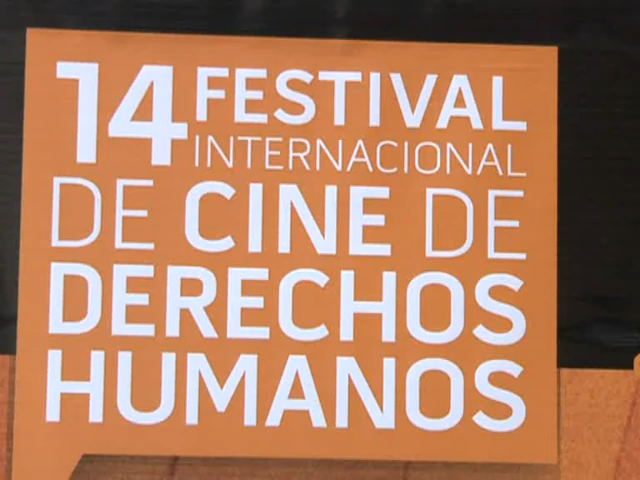 14 FESTIVAL
INTERNACIONAL
DE CINE DE
DERECHOS
HUMANOS